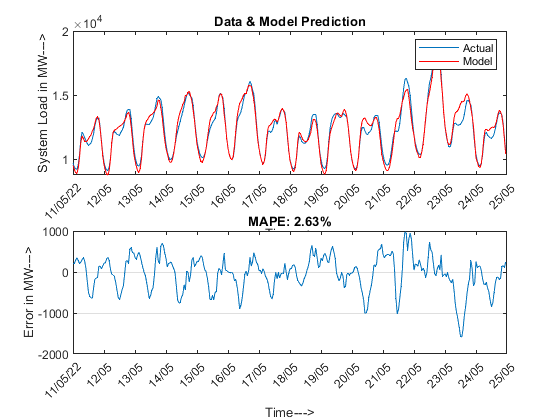 Data & Model Prediction
×10⁴
2
1.5
1
System Load in MW--->
Actual
Model
11/05/22 12/05 13/05 14/05 15/05 16/05 17/05 18/05 19/05 20/05 21/05 22/05 23/05 24/05 25/05
MAPE: 2.63%
1000
0
-1000
-2000
Error in MW--->
11/05/22 12/05 13/05 14/05 15/05 16/05 17/05 18/05 19/05 20/05 21/05 22/05 23/05 24/05 25/05
Time--->